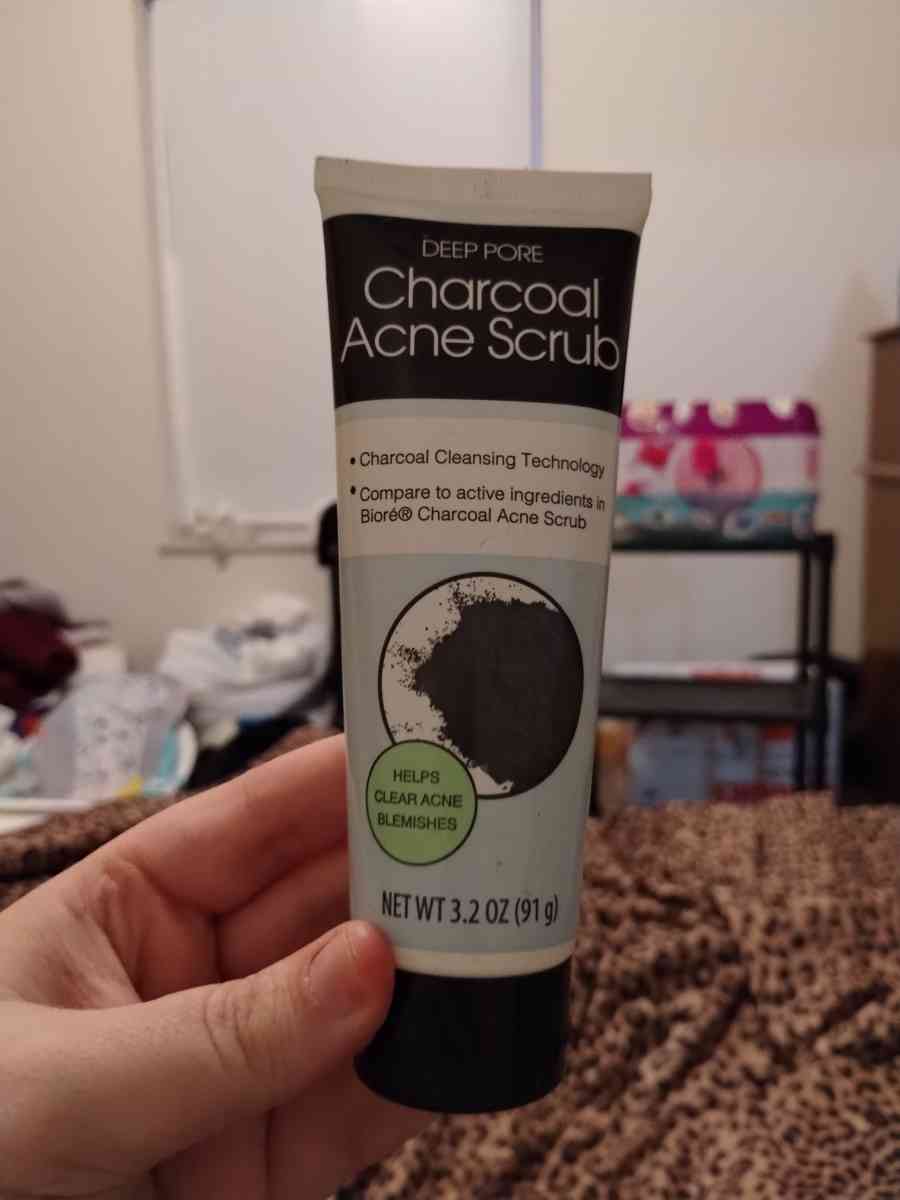 DEEP PORE
Charcoal
Acne Scrub
• Charcoal Cleansing Technology
• Compare to active ingredients in
Bioré® Charcoal Acne Scrub
HELPS
CLEAR ACNE
BLEMISHES
NET WT 3.2 OZ (91 g)